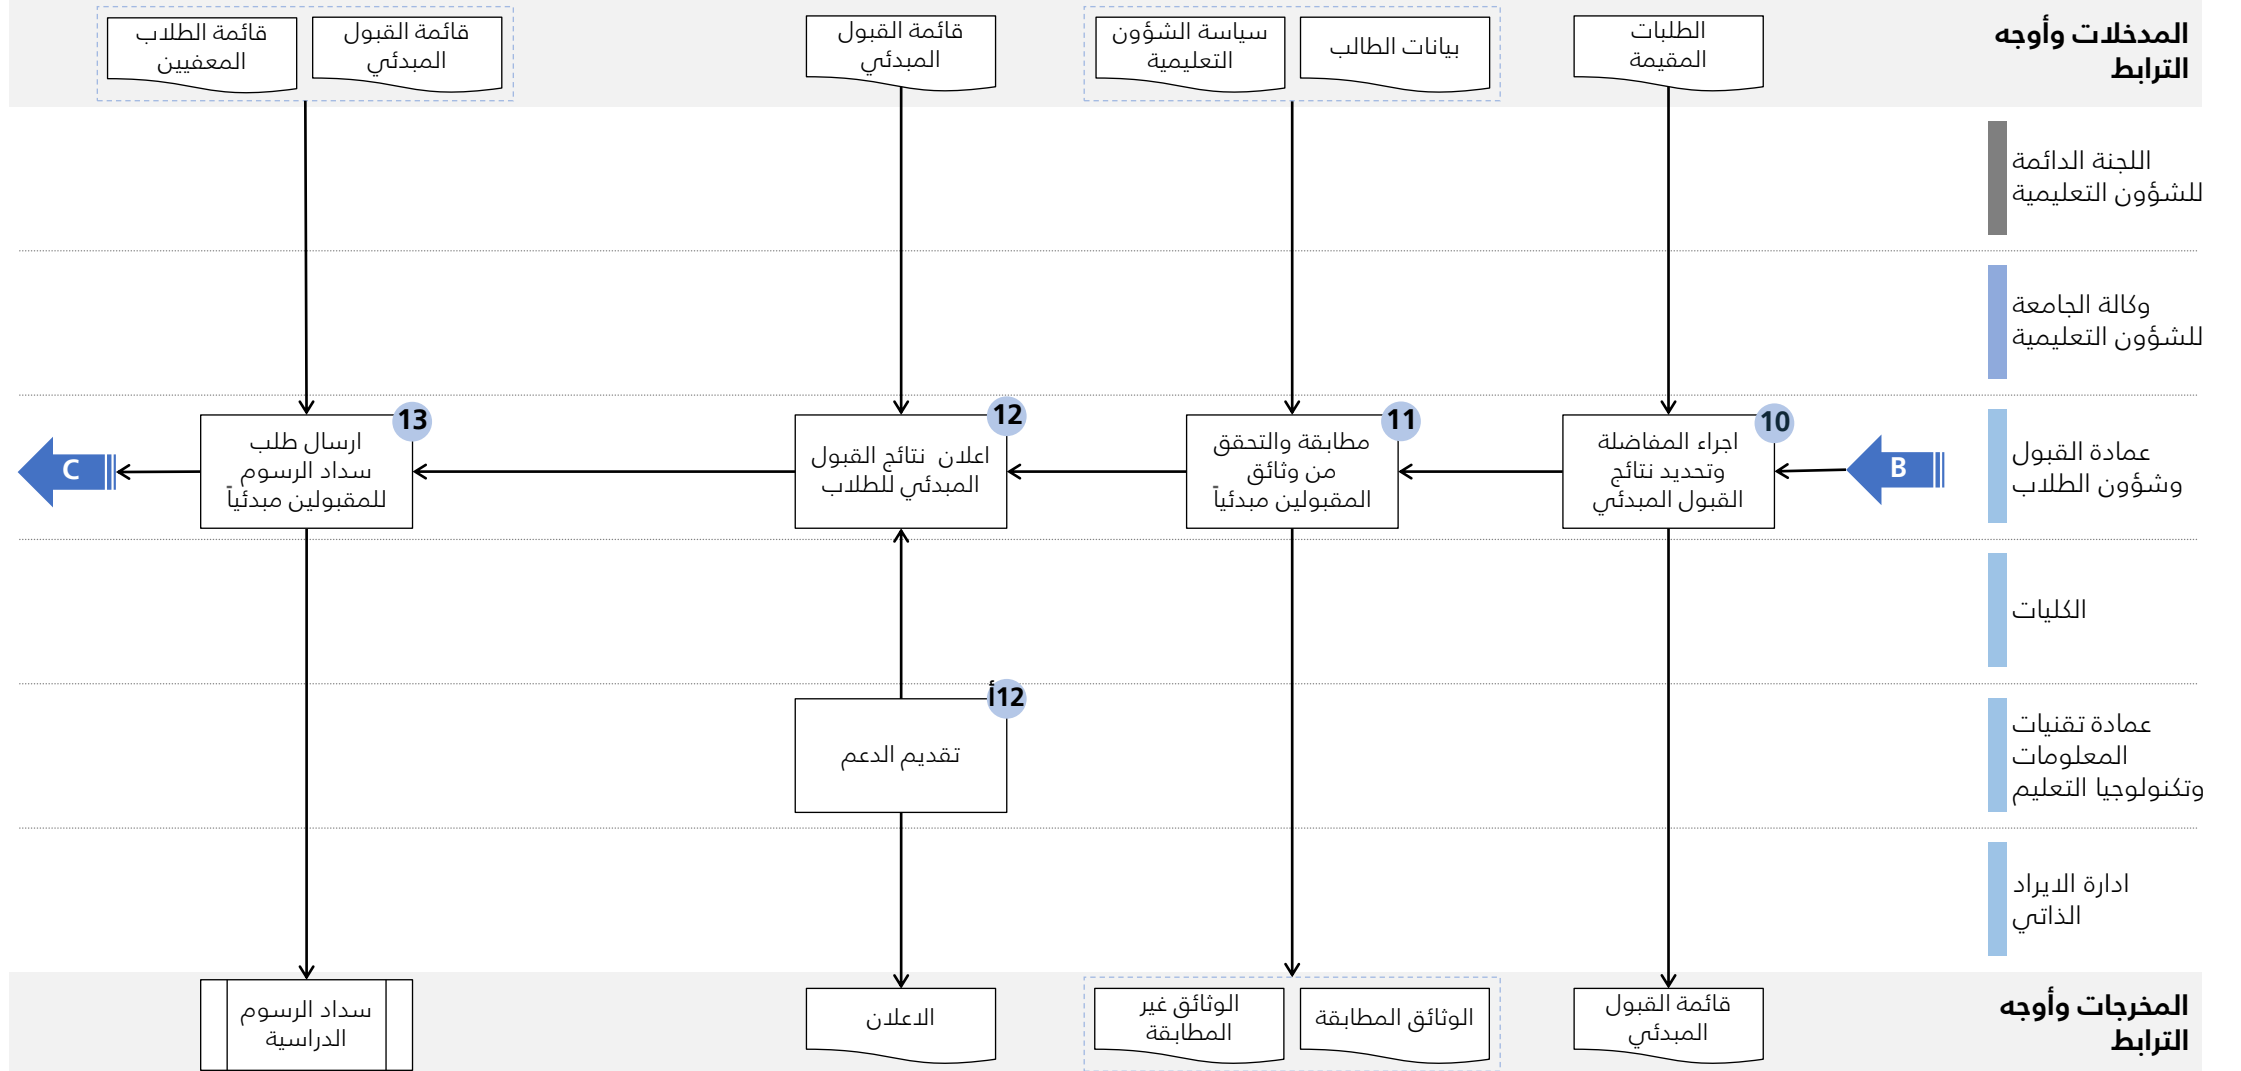 المدخلات وأوجه
الترابط
الطلبات
المقيمة
بيانات الطالب
سياسة الشؤون
التعليمية
قائمة القبول
المبدئي
قائمة القبول
المبدئي
قائمة الطلاب
المعفيين
اللجنة الدائمة
للشؤون التعليمية
وكالة الجامعة
للشؤون التعليمية
عمادة القبول
وشؤون الطلاب
B
10
اجراء المفاضلة
وتحديد نتائج
القبول المبدئي
11
مطابقة والتحقق
من وثائق
المقبولين مبدئياً
12
اعلان نتائج القبول
المبدئي للطلاب
13
ارسال طلب
سداد الرسوم
للمقبولين مبدئياً
C
الكليات
عمادة تقنيات
المعلومات
وتكنولوجيا التعليم
12أ
تقديم الدعم
ادارة الايراد
الذاتي
المخرجات وأوجه
الترابط
قائمة القبول
المبدئي
الوثائق المطابقة
الوثائق غير
المطابقة
الاعلان
سداد الرسوم
الدراسية